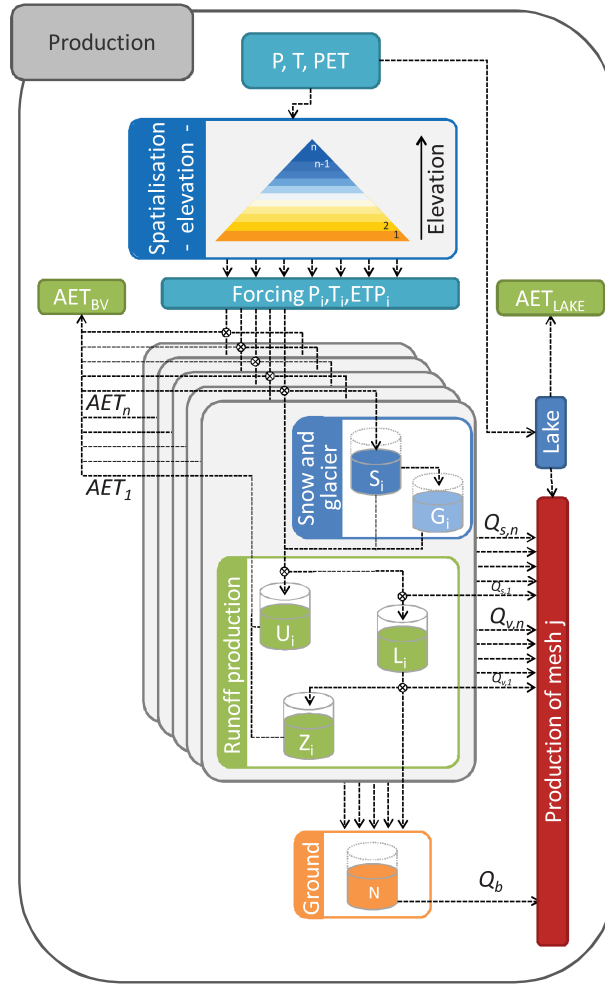 Production
P, T, PET
Spatialisation
- elevation -
n
n-1
2
1
Elevation
AET_BV
Forcing P_i,T_i,ETP_i
AET_LAKE
AET_n
AET_1
Lake
Snow and
glacier
S_i
G_i
Q_s,n
Q_s,1
Runoff production
U_i
L_i
Z_i
Q_v,n
Q_v,1
Production of mesh j
Ground
N
Q_b